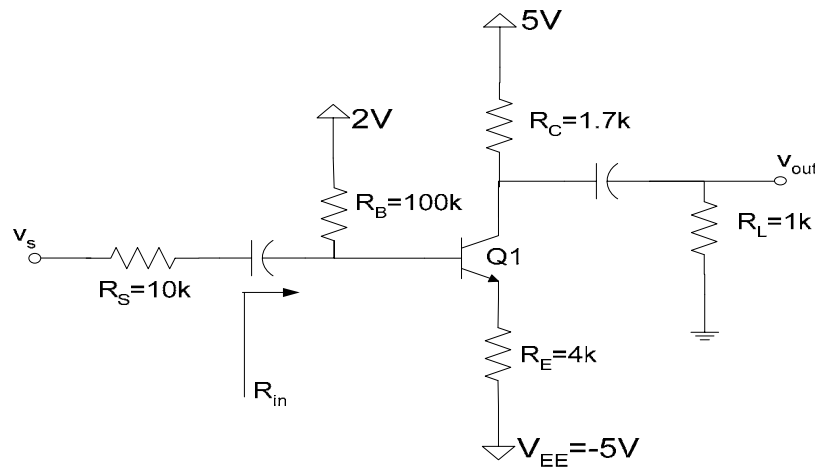 5V
R_C=1.7k
2V
v_out
R_B=100k
R_L=1k
v_s
Q1
R_S=10k
R_E=4k
R_in
V_EE=-5V